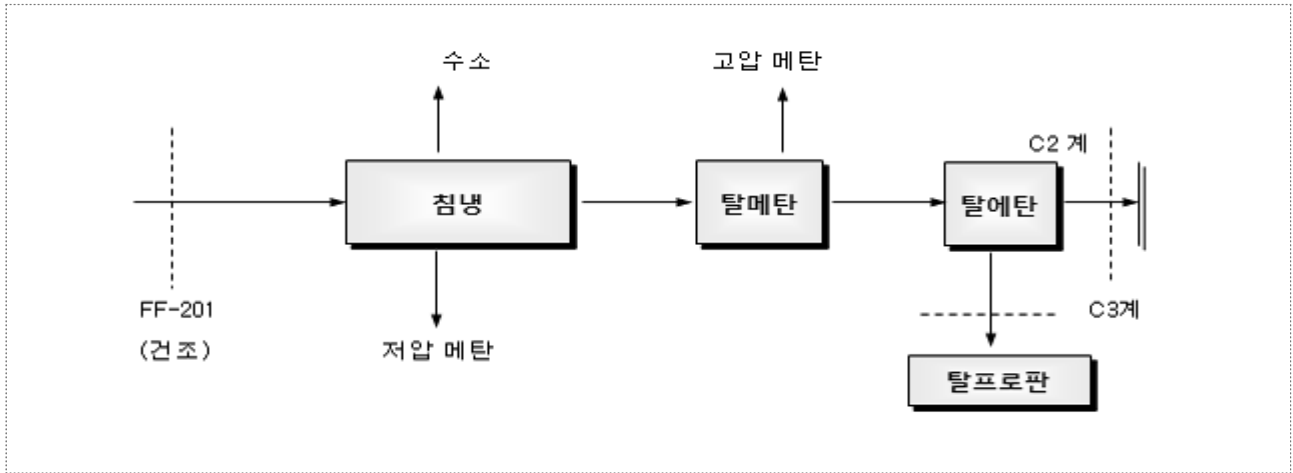 수소
고압 메탄
C2 계
침냉
탈메탄
탈에탄
FF-201
(건조)
저압 메탄
C3계
탈프로판